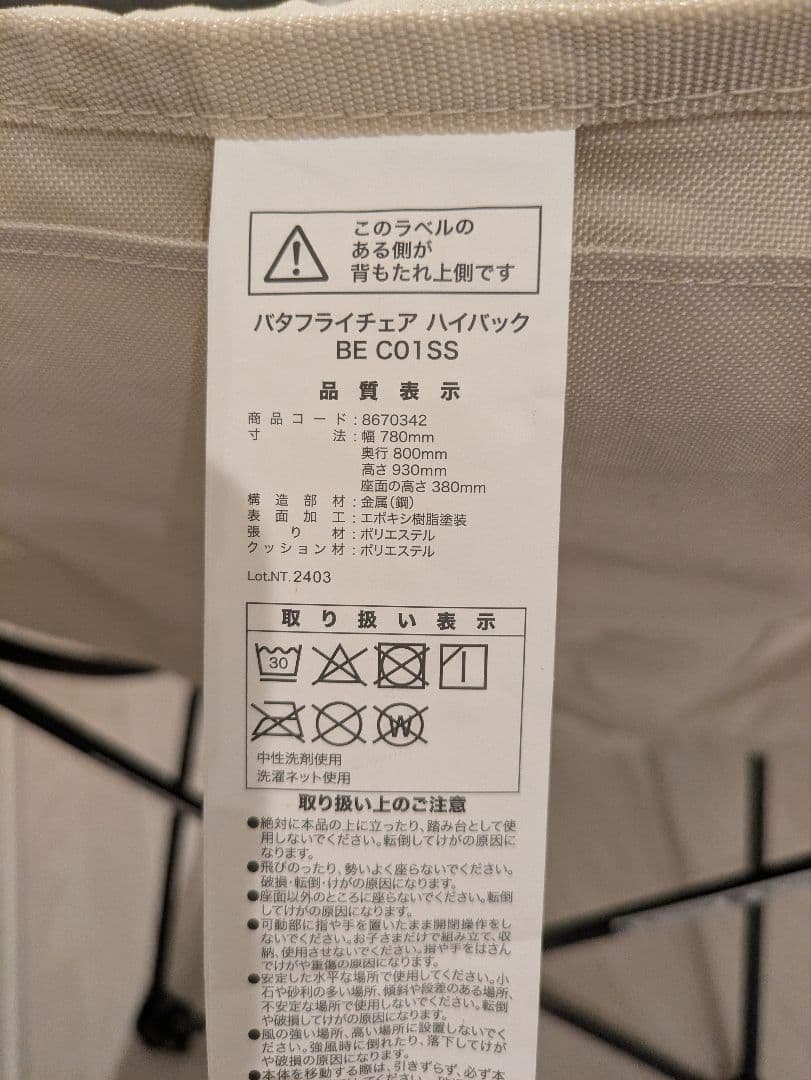 このラベルの
ある側が
背もたれ上側です
バタフライチェア ハイバック
BE C01SS
品質表示
商品コード:8670342
寸法:幅 780mm
奥行 800mm
高さ 930mm
座面の高さ 380mm
構造部材:金属(鋼)
表面加工:エポキシ樹脂塗装
張り材:ポリエステル
クッション材:ポリエステル
Lot.NT. 2403
取り扱い表示
30
W
中性洗剤使用
洗濯ネット使用
取り扱い上のご注意
●絶対に本品の上に立ったり、踏み台として使
用しないでください。転倒してけがの原因に
なります。
●飛びのったり、勢いよく座らないでください。
破損・転倒・けがの原因になります。
●座面以外のところに座らないでください。転倒
してけがの原因になります。
●可動部に指や手を置いたまま開閉操作をし
ないでください。お子さまだけで組み立て、収
納、使用させないでください。指や手をはさん
でけがや重傷の原因になります。
●安定した水平な場所で使用してください。小
石や砂利の多い場所、傾斜や段差のある場所、
不安定な場所で使用しないでください。転倒
や破損してけがの原因になります。
●風の強い場所、高い場所に設置しないでく
ださい。強風時に倒れたり、落下してけが
や破損の原因になります。
●本体を移動する際は、引きずらず、必ず本